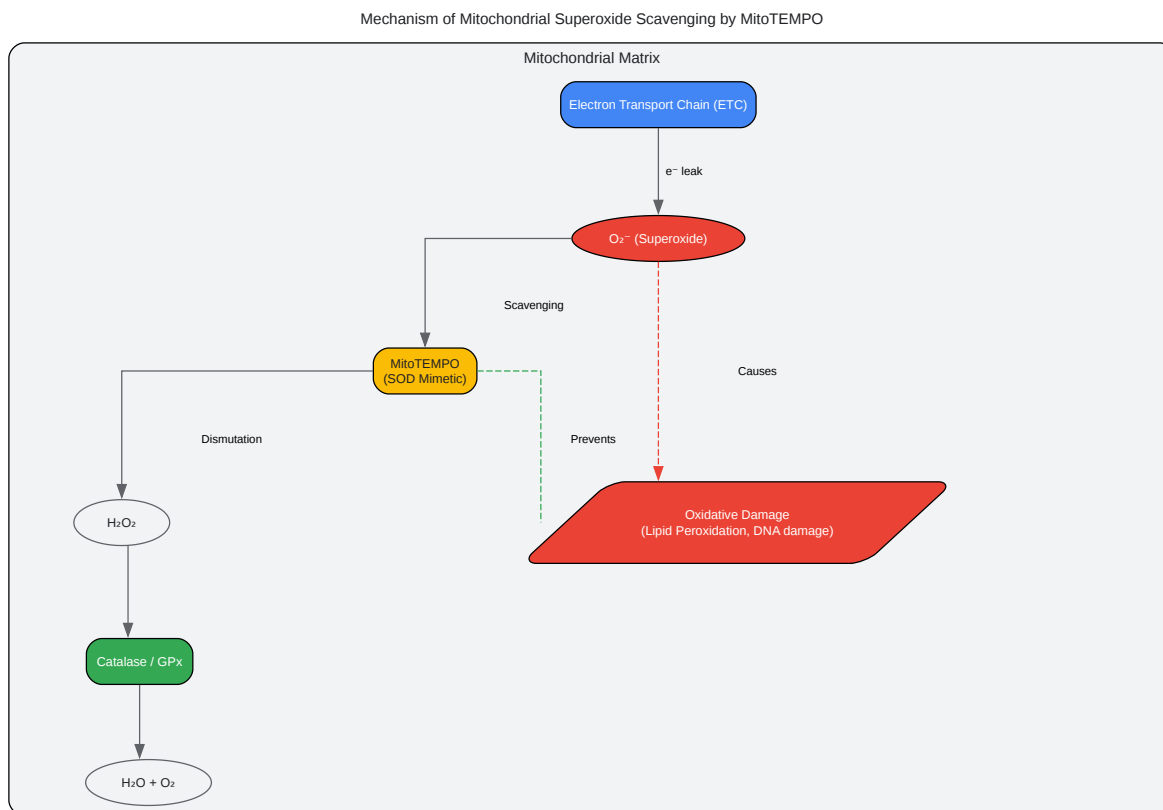 Mechanism of Mitochondrial Superoxide Scavenging by MitoTEMPO
Mitochondrial Matrix
Electron Transport Chain (ETC)
e⁻ leak
O₂⁻ (Superoxide)
Scavenging
MitoTEMPO
(SOD Mimetic)
Causes
Dismutation
Prevents
H₂O₂
Oxidative Damage
(Lipid Peroxidation, DNA damage)
Catalase / GPx
H₂O + O₂